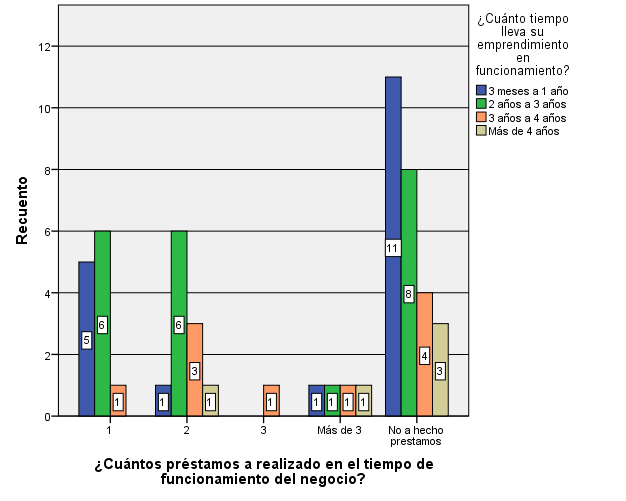 ¿Cuánto tiempo
lleva su
emprendimiento
en
funcionamiento?
3 meses a 1 año
2 años a 3 años
3 años a 4 años
Más de 4 años
Recuento
12
10
8
6
4
2
0
5
6
1
1
6
3
1
1
1
1
1
1
11
8
4
3
1
2
3
Más de 3
No a hecho
prestamos
¿Cuántos préstamos a realizado en el tiempo de
funcionamiento del negocio?